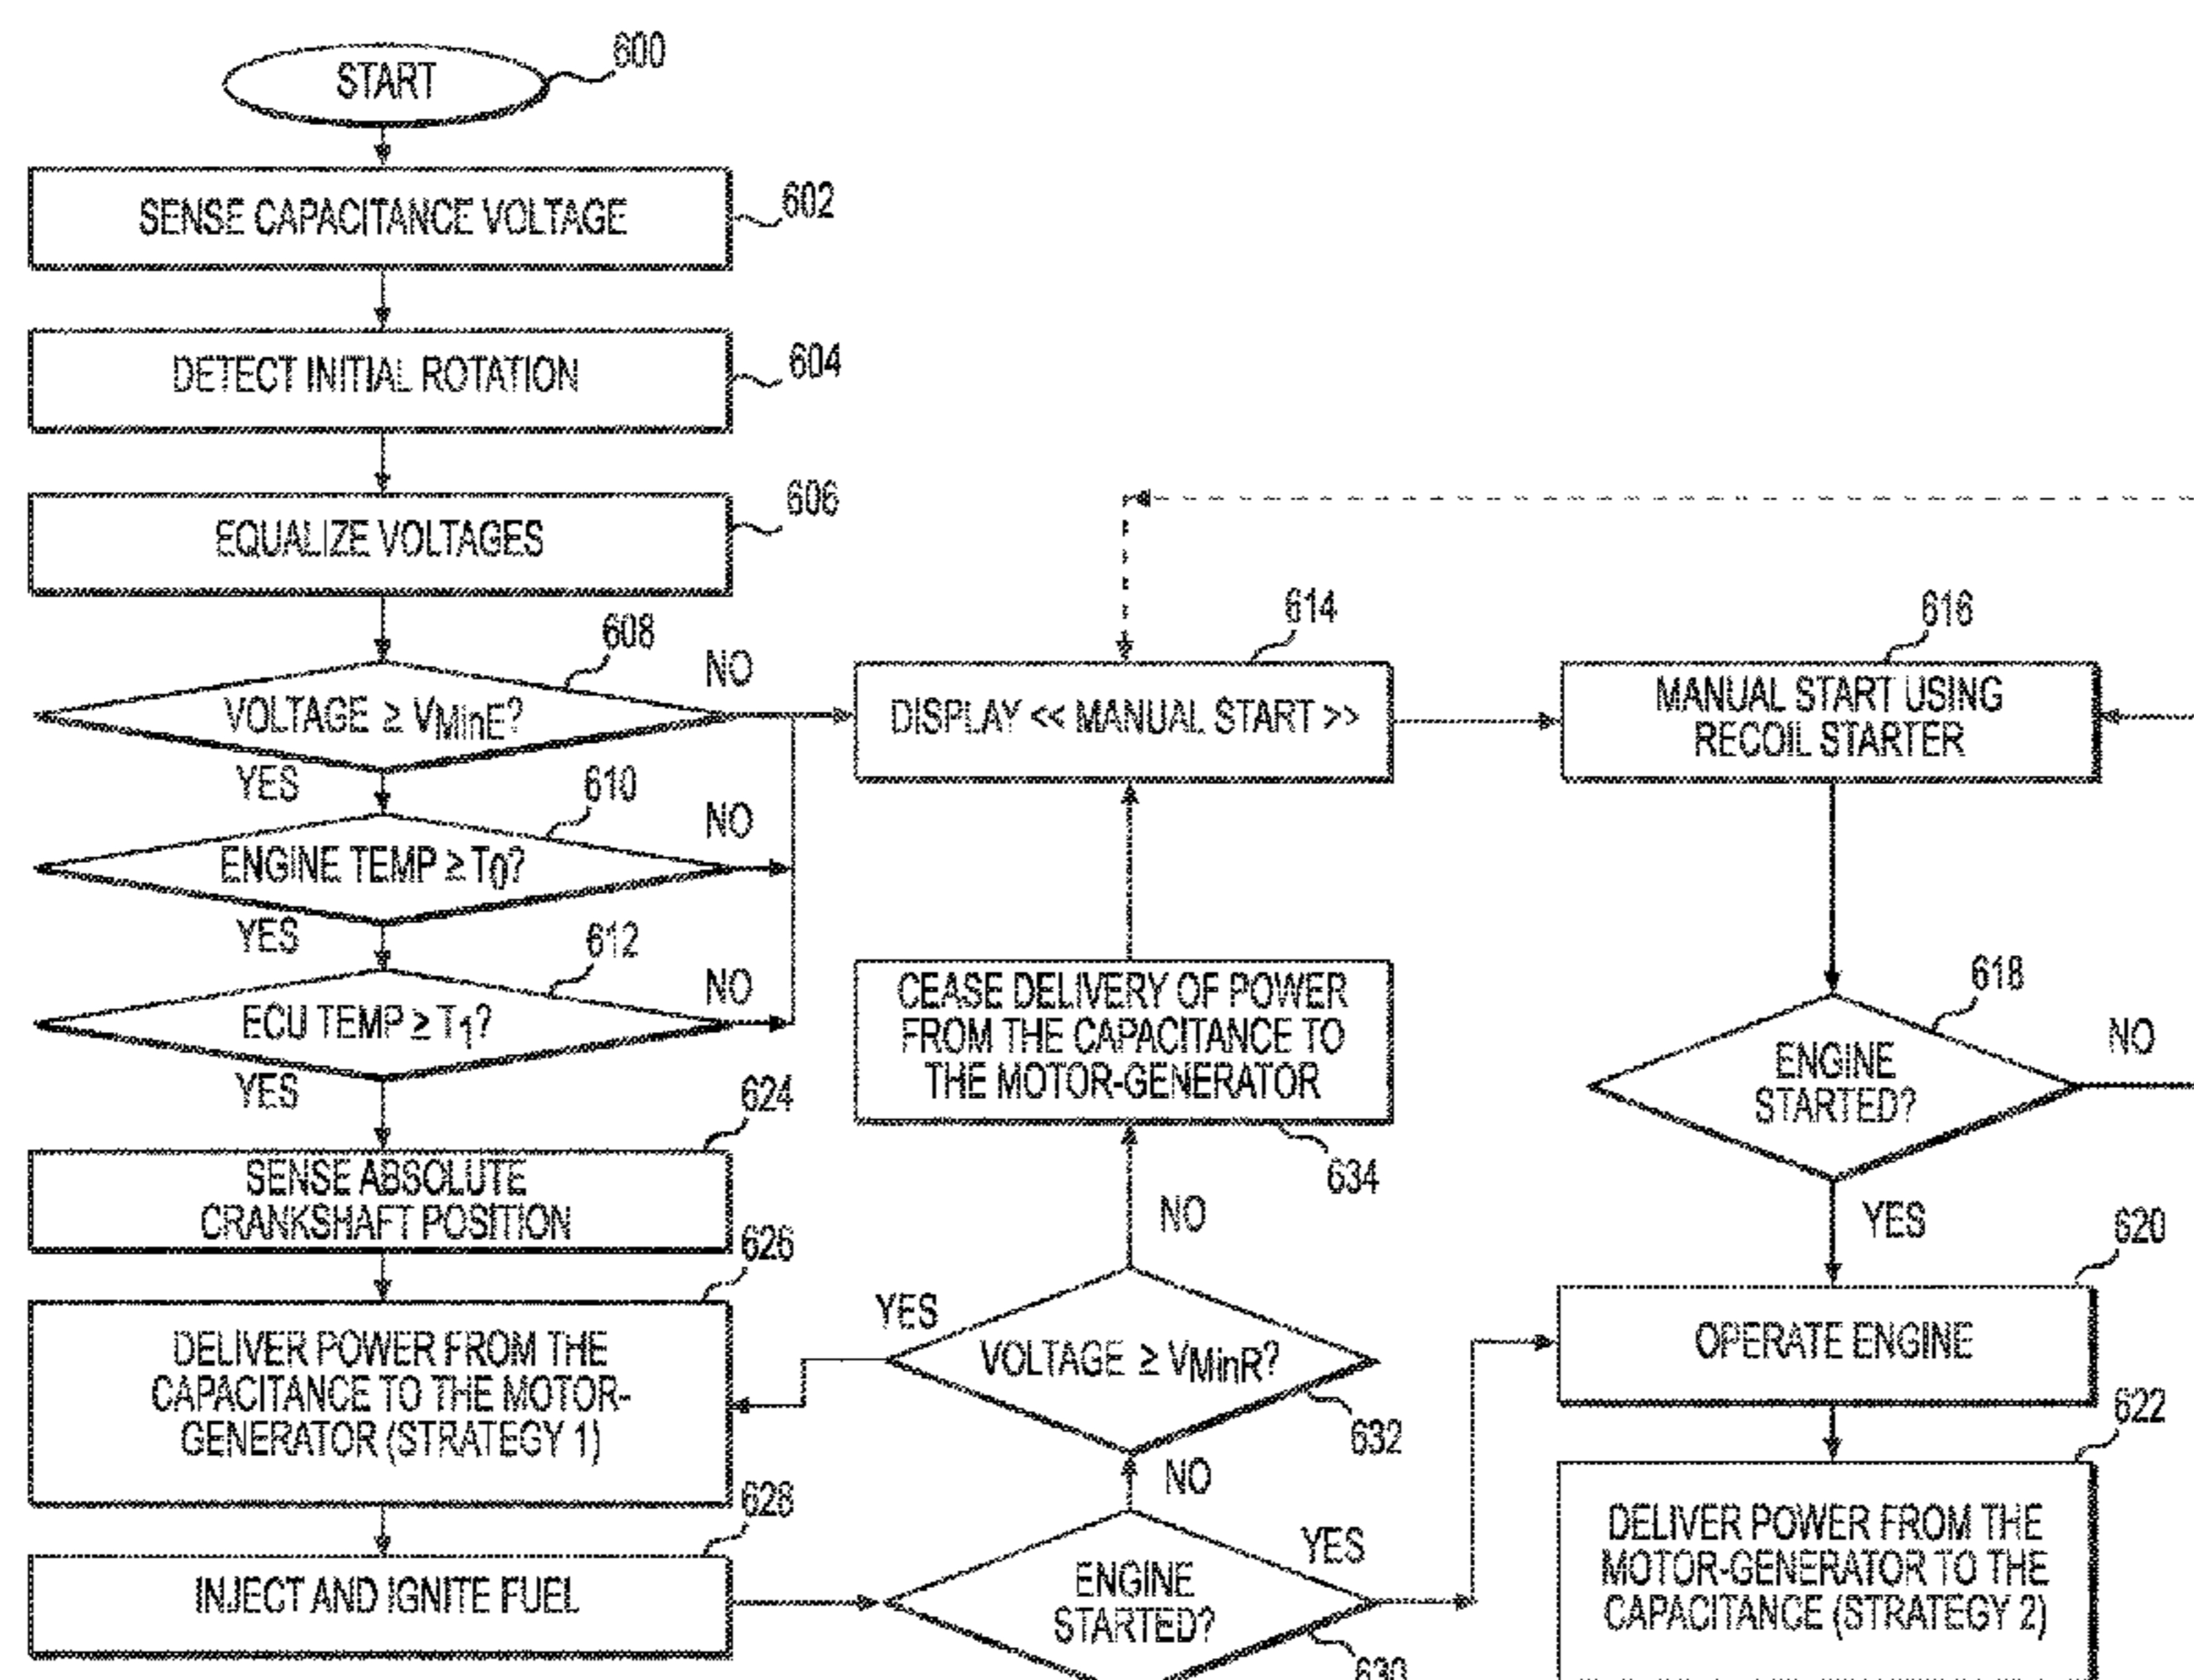 START
600
SENSE CAPACITANCE VOLTAGE
602
DETECT INITIAL ROTATION
604
EQUALIZE VOLTAGES
606
VOLTAGE ≥ VMinE?
608
NO
YES
ENGINE TEMP ≥ T0?
610
NO
YES
ECU TEMP ≥ T1?
612
NO
YES
SENSE ABSOLUTE
CRANKSHAFT POSITION
624
DELIVER POWER FROM THE
CAPACITANCE TO THE MOTOR-
GENERATOR (STRATEGY 1)
626
INJECT AND IGNITE FUEL
628
DISPLAY << MANUAL START >>
614
CEASE DELIVERY OF POWER
FROM THE CAPACITANCE TO
THE MOTOR-GENERATOR
634
NO
YES
VOLTAGE ≥ VMinR?
632
NO
ENGINE
STARTED?
YES
630
MANUAL START USING
RECOIL STARTER
616
ENGINE
STARTED?
618
NO
YES
OPERATE ENGINE
620
DELIVER POWER FROM THE
MOTOR-GENERATOR TO THE
CAPACITANCE (STRATEGY 2)
622